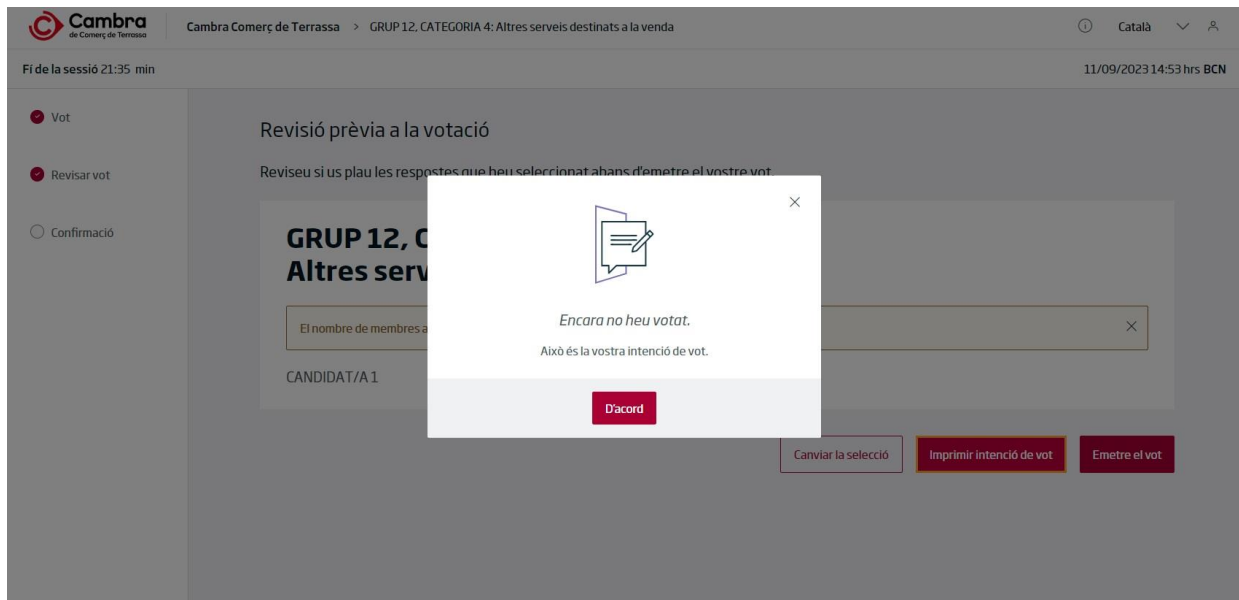 Cambra
de Comerç de Terrassa
Cambra Comerç de Terrassa > GRUP 12, CATEGORIA 4: Altres serveis destinats a la venda
Català
Fi de la sessió 21:35 min
11/09/2023 14:53 hrs BCN
Vot
Revisar vot
Confirmació
Revisió prèvia a la votació
Reviseu si us plau les respostes que heu seleccionat abans d'emetre el vostre vot.
GRUP 12, C
Altres serv
El nombre de membres a
CANDIDAT/A 1
Encara no heu votat.
Això és la vostra intenció de vot.
D'acord
Canviar la selecció
Imprimir intenció de vot
Emetre el vot